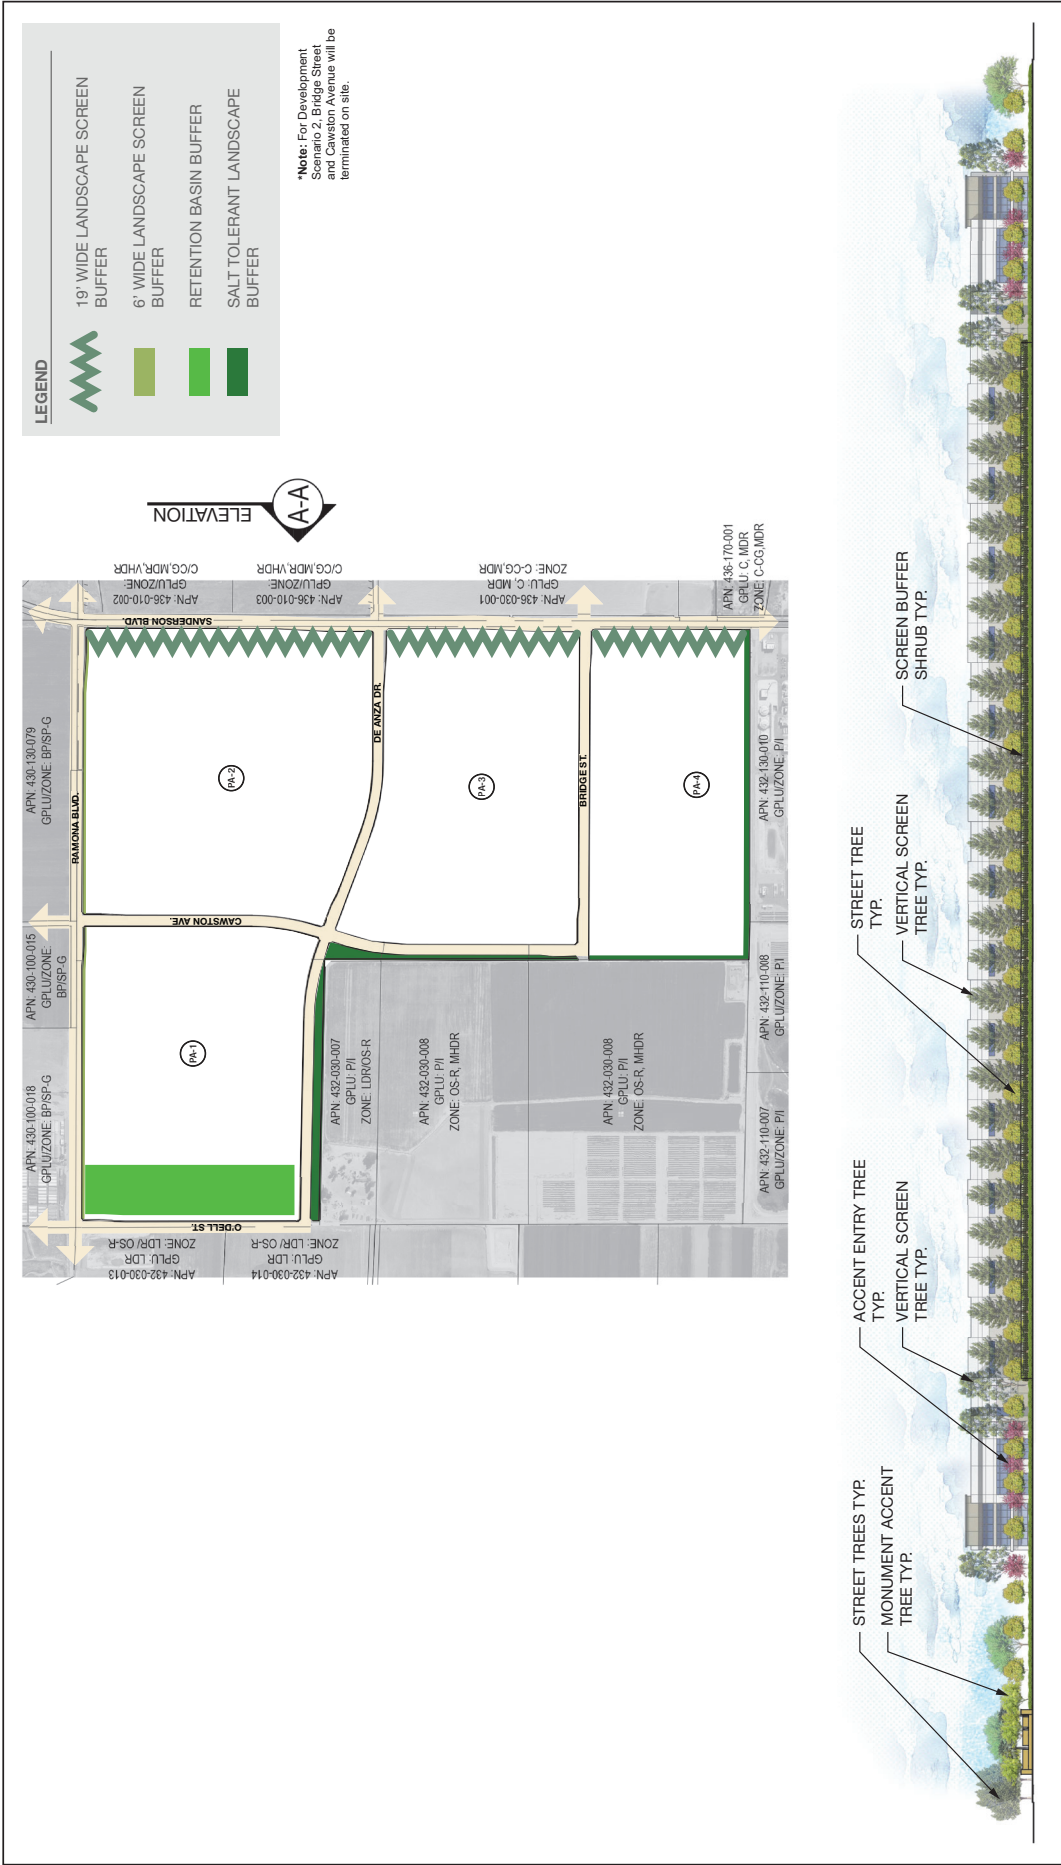 LEGEND
19' WIDE LANDSCAPE SCREEN
BUFFER
6' WIDE LANDSCAPE SCREEN
BUFFER
RETENTION BASIN BUFFER
SALT TOLERANT LANDSCAPE
BUFFER
*Note: For Development
Scenario 2, Bridge Street
and Cawston Avenue will be
terminated on site.
ELEVATION
A-A
APN: 430-100-018
GPLU/ZONE: BP/SP-G
APN: 430-100-015
GPLU/ZONE:
BP/SP-G
APN: 430-130-079
GPLU/ZONE: BP/SP-G
RAMONA BLVD.
SANDERSON BLVD.
APN: 436-010-002
GPLU/ZONE:
C/CG,MDR,VHDR
APN: 436-010-003
GPLU/ZONE:
C/CG,MDR,VHDR
APN: 436-030-001
GPLU: C, MDR
ZONE: C-CG,MDR
APN: 436-170-001
GPLU: C, MDR
ZONE: C-CG,MDR
PA-1
PA-2
PA-3
PA-4
CAWSTON AVE.
DE ANZA DR.
BRIDGE ST.
O'DELL ST.
APN: 432-030-013
GPLU: LDR
ZONE: LDR/ OS-R
APN: 432-030-014
GPLU: LDR
ZONE: LDR/ OS-R
APN: 432-030-007
GPLU: P/I
ZONE: LDR/OS-R
APN: 432-030-008
GPLU: P/I
ZONE: OS-R, MHDR
APN: 432-030-008
GPLU: P/I
ZONE: OS-R, MHDR
APN: 432-110-007
GPLU/ZONE: P/I
APN: 432-110-008
GPLU/ZONE: P/I
APN: 432-130-010
GPLU/ZONE: P/I
STREET TREES TYP.
MONUMENT ACCENT
TREE TYP.
ACCENT ENTRY TREE
TYP.
VERTICAL SCREEN
TREE TYP.
STREET TREE
TYP.
VERTICAL SCREEN
TREE TYP.
SCREEN BUFFER
SHRUB TYP.